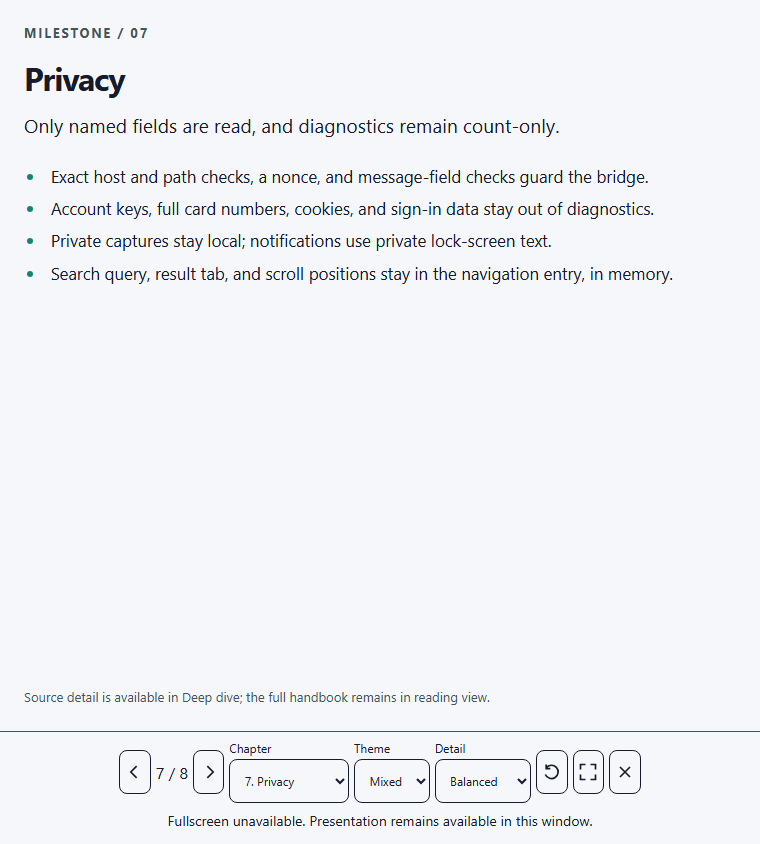 MILESTONE / 07
Privacy
Only named fields are read, and diagnostics remain count-only.
• Exact host and path checks, a nonce, and message-field checks guard the bridge.
• Account keys, full card numbers, cookies, and sign-in data stay out of diagnostics.
• Private captures stay local; notifications use private lock-screen text.
• Search query, result tab, and scroll positions stay in the navigation entry, in memory.
Source detail is available in Deep dive; the full handbook remains in reading view.
Chapter Theme Detail
7 / 8 7. Privacy Mixed Balanced
Fullscreen unavailable. Presentation remains available in this window.